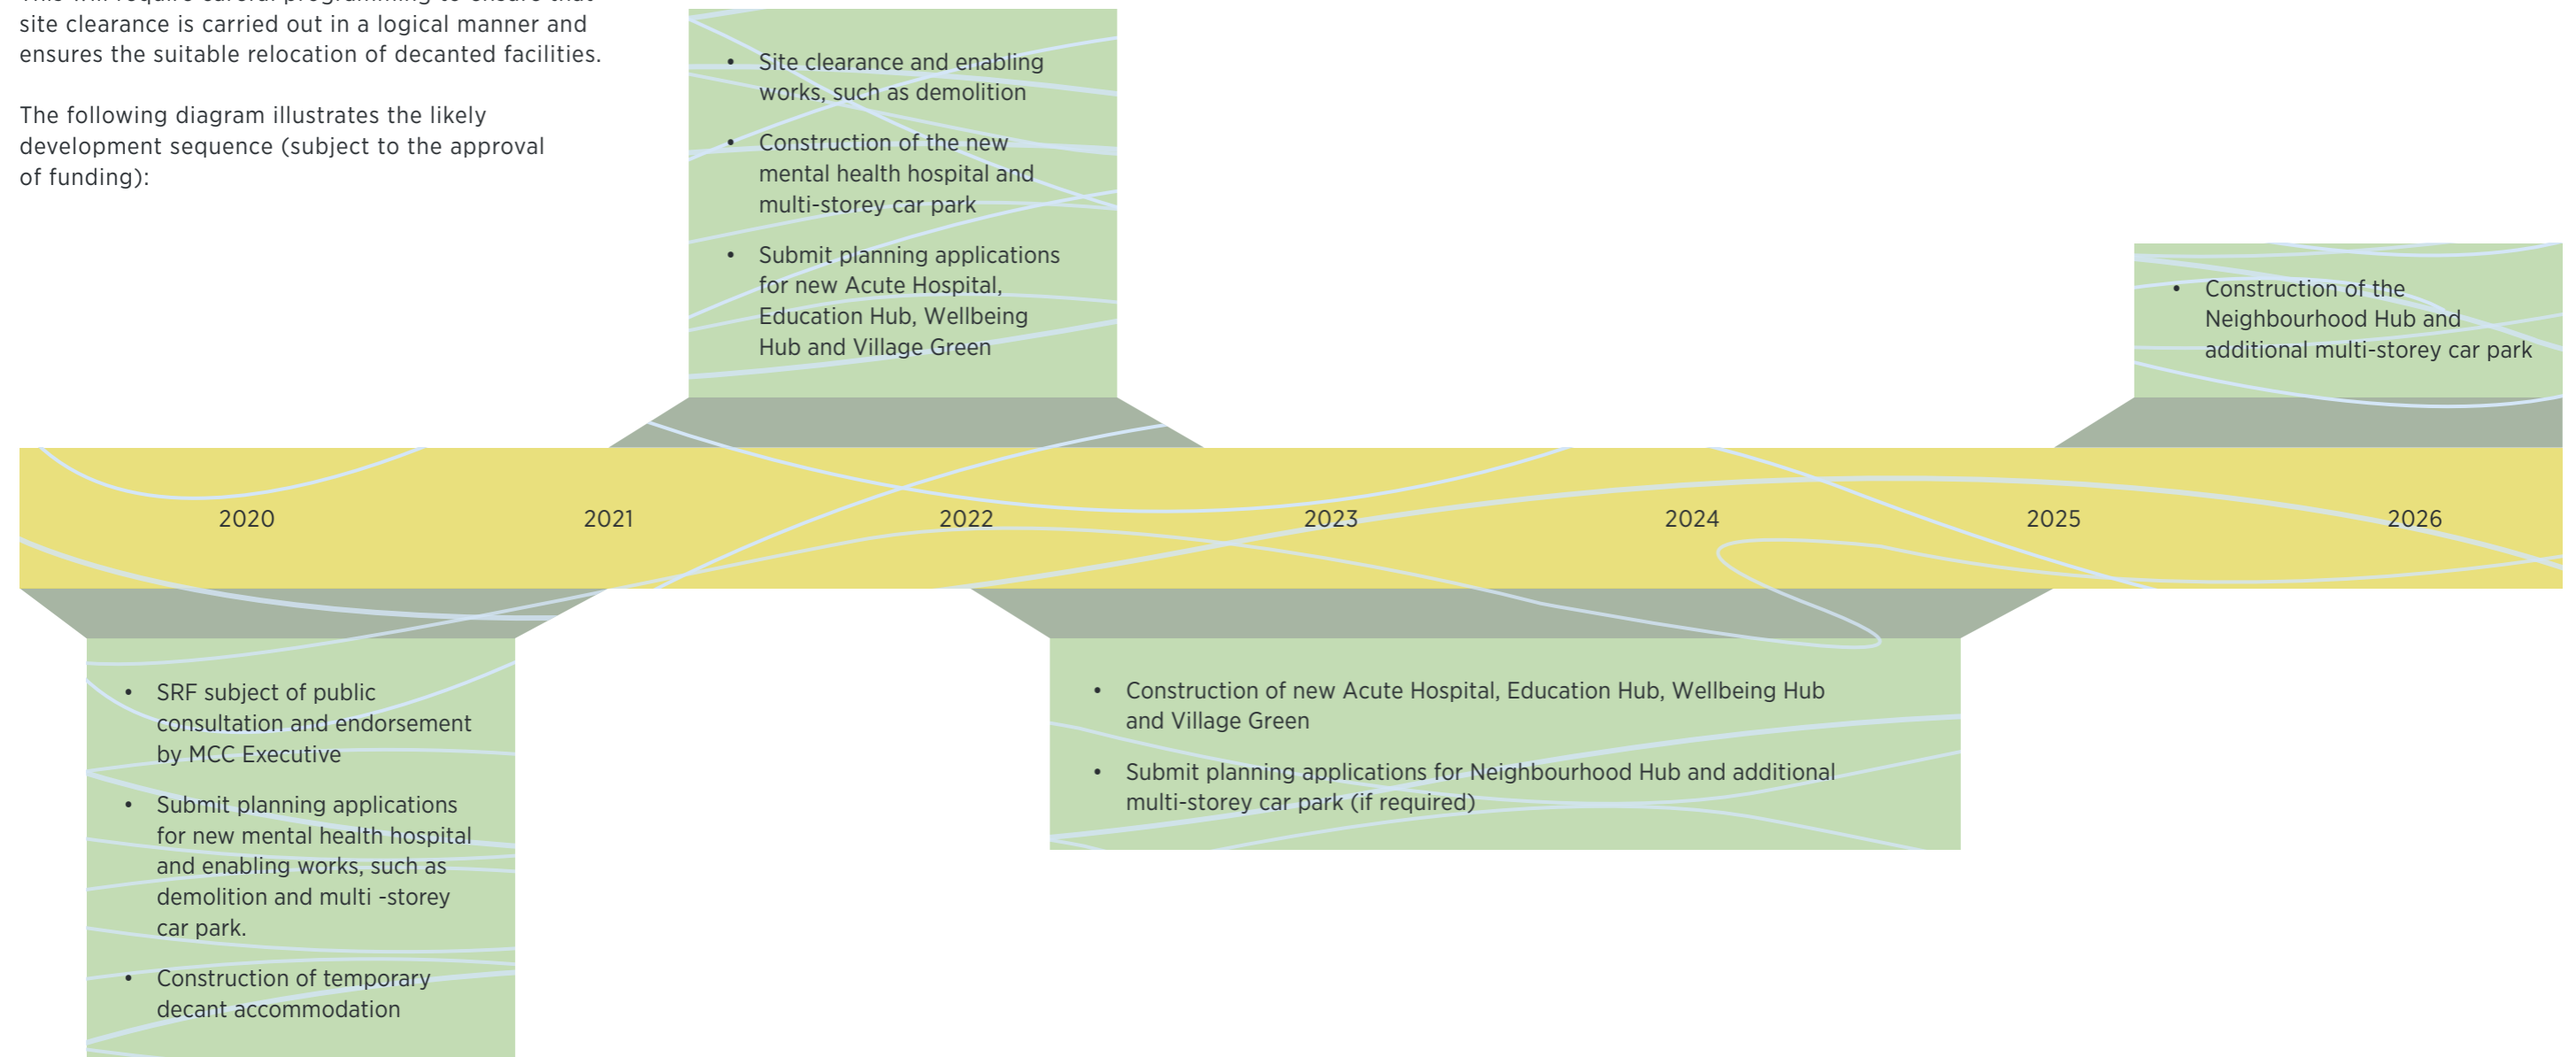 site clearance is carried out in a logical manner and
ensures the suitable relocation of decanted facilities.
The following diagram illustrates the likely
development sequence (subject to the approval
of funding):
• Site clearance and enabling
works, such as demolition
• Construction of the new
mental health hospital and
multi-storey car park
• Submit planning applications
for new Acute Hospital,
Education Hub, Wellbeing
Hub and Village Green
• Construction of the
Neighbourhood Hub and
additional multi-storey car park
2020 2021 2022 2023 2024 2025 2026
• SRF subject of public
consultation and endorsement
by MCC Executive
• Submit planning applications
for new mental health hospital
and enabling works, such as
demolition and multi -storey
car park.
• Construction of temporary
decant accommodation
• Construction of new Acute Hospital, Education Hub, Wellbeing Hub
and Village Green
• Submit planning applications for Neighbourhood Hub and additional
multi-storey car park (if required)